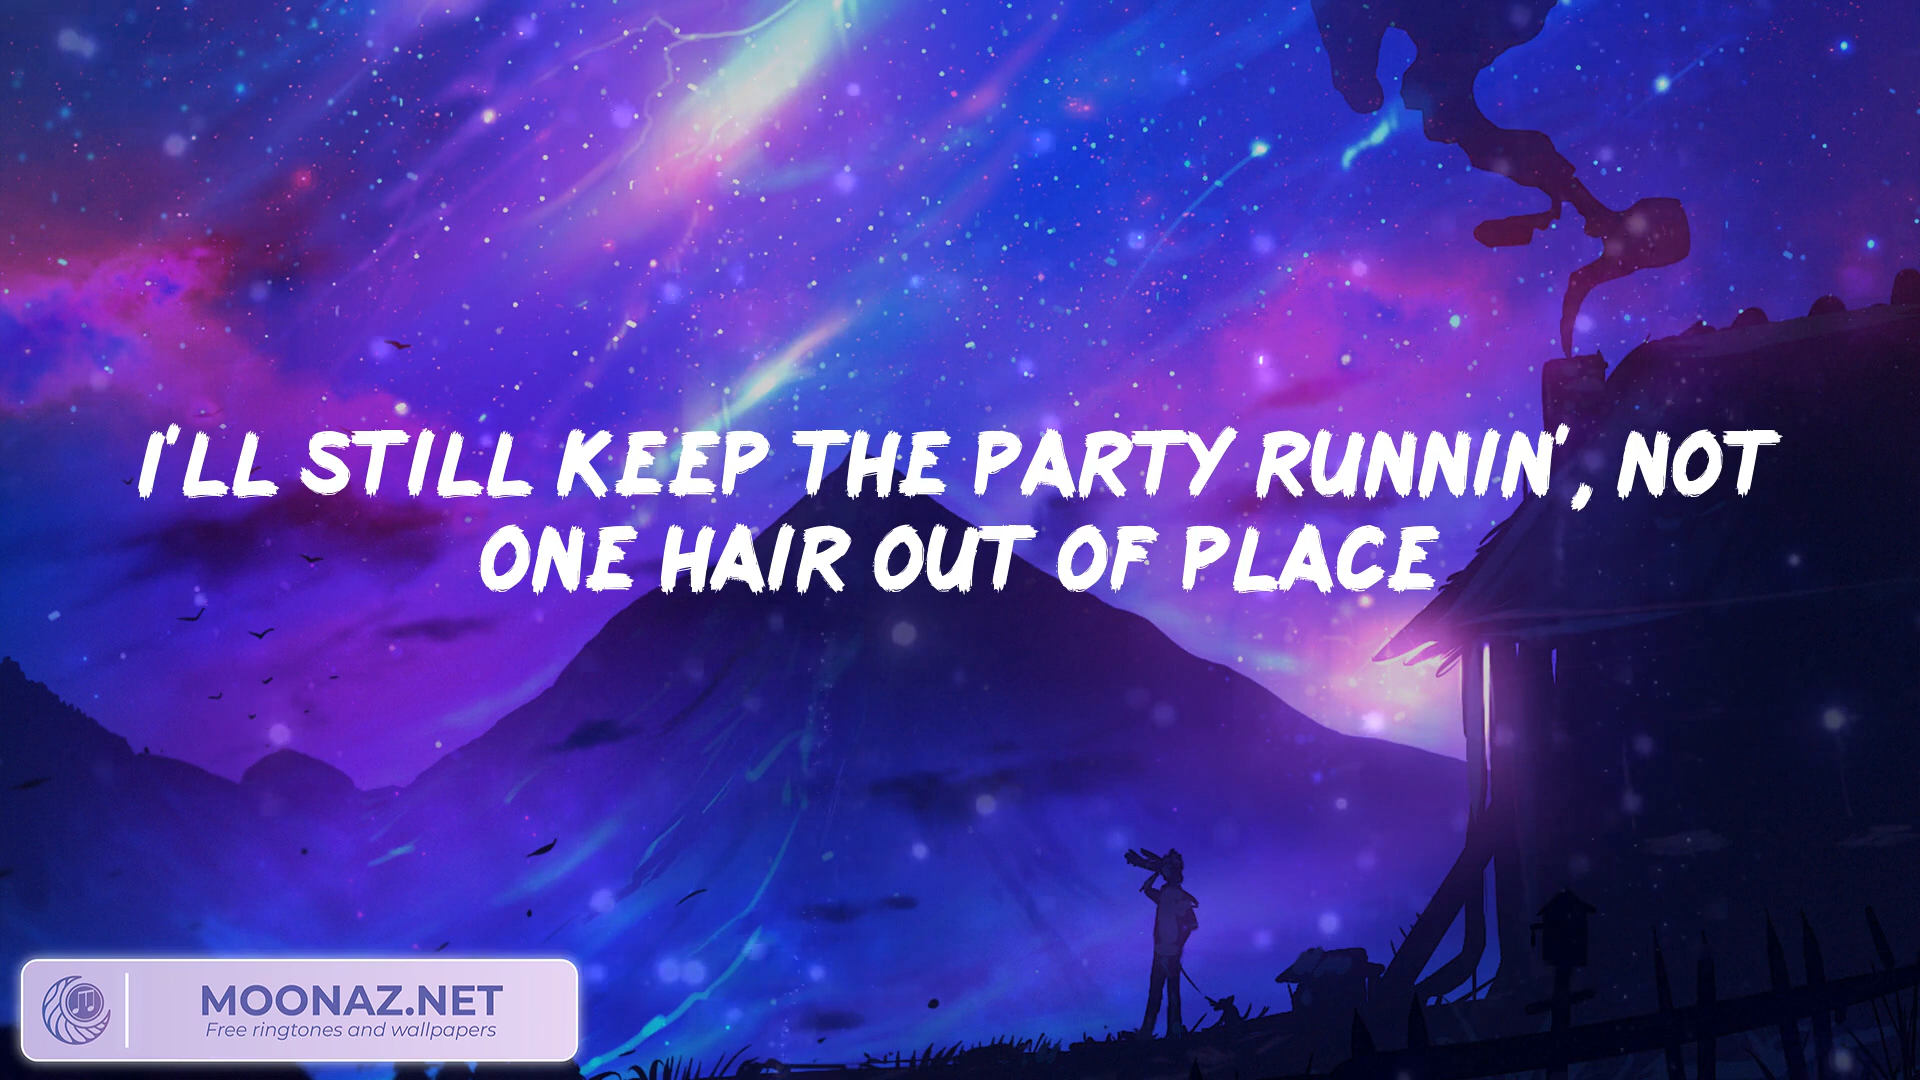 I'LL STILL KEEP THE PARTY RUNNIN', NOT
ONE HAIR OUT OF PLACE
MOONAZ.NET
Free ringtones and wallpapers